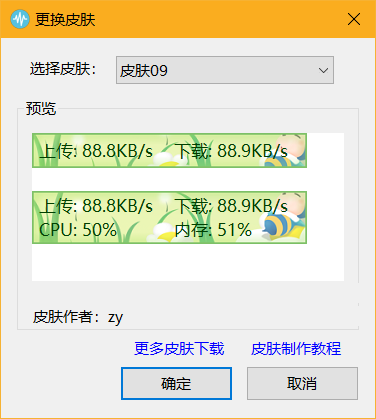 更换皮肤
选择皮肤： 皮肤09
预览
上传: 88.8KB/s 下载: 88.9KB/s
上传: 88.8KB/s 下载: 88.9KB/s
CPU: 50% 内存: 51%
皮肤作者：zy
更多皮肤下载 皮肤制作教程
确定 取消